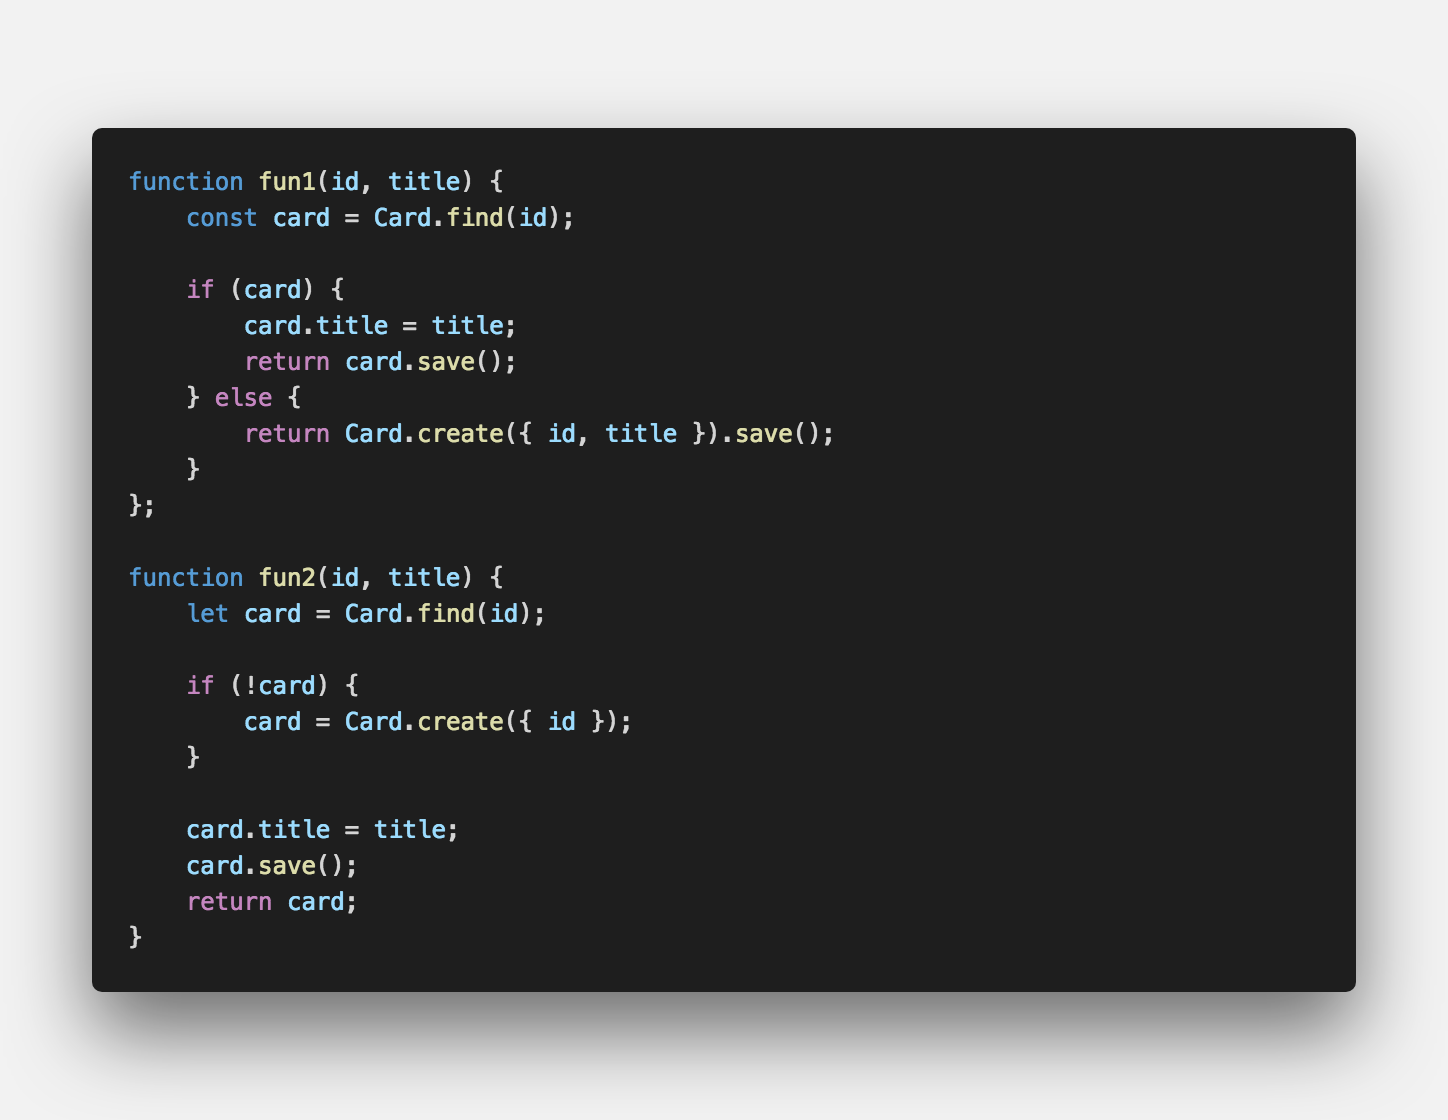 function fun1(id, title) {
    const card = Card.find(id);

    if (card) {
        card.title = title;
        return card.save();
    } else {
        return Card.create({ id, title }).save();
    }
};

function fun2(id, title) {
    let card = Card.find(id);

    if (!card) {
        card = Card.create({ id });
    }

    card.title = title;
    card.save();
    return card;
}